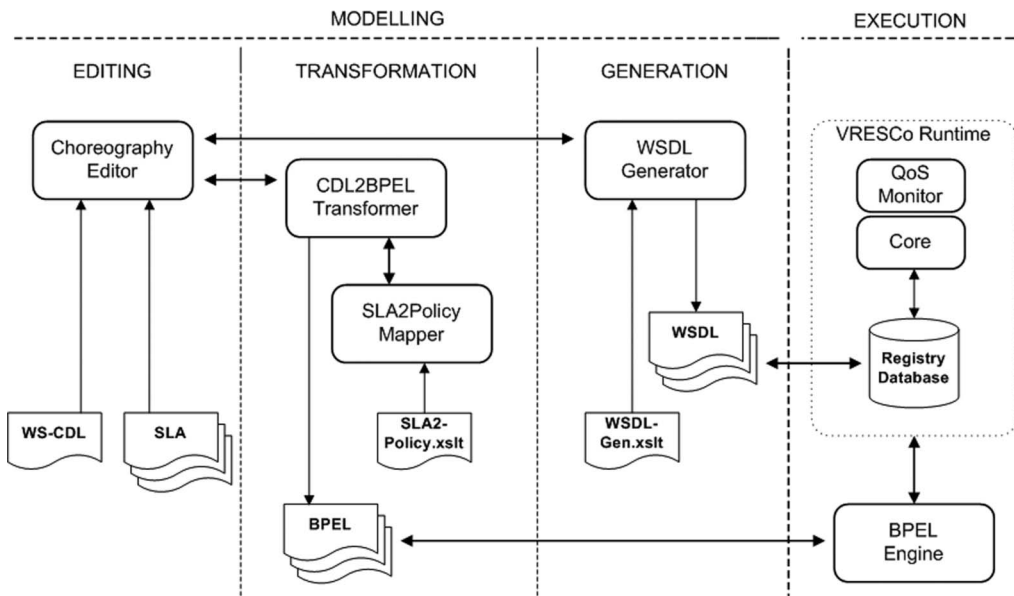 MODELLING
EXECUTION
EDITING
TRANSFORMATION
GENERATION
Choreography
Editor
CDL2BPEL
Transformer
SLA2Policy
Mapper
WSDL
Generator
VRESCo Runtime
QoS
Monitor
Core
Registry
Database
WSDL
WS-CDL
SLA
SLA2-
Policy.xslt
WSDL-
Gen.xslt
BPEL
BPEL
Engine